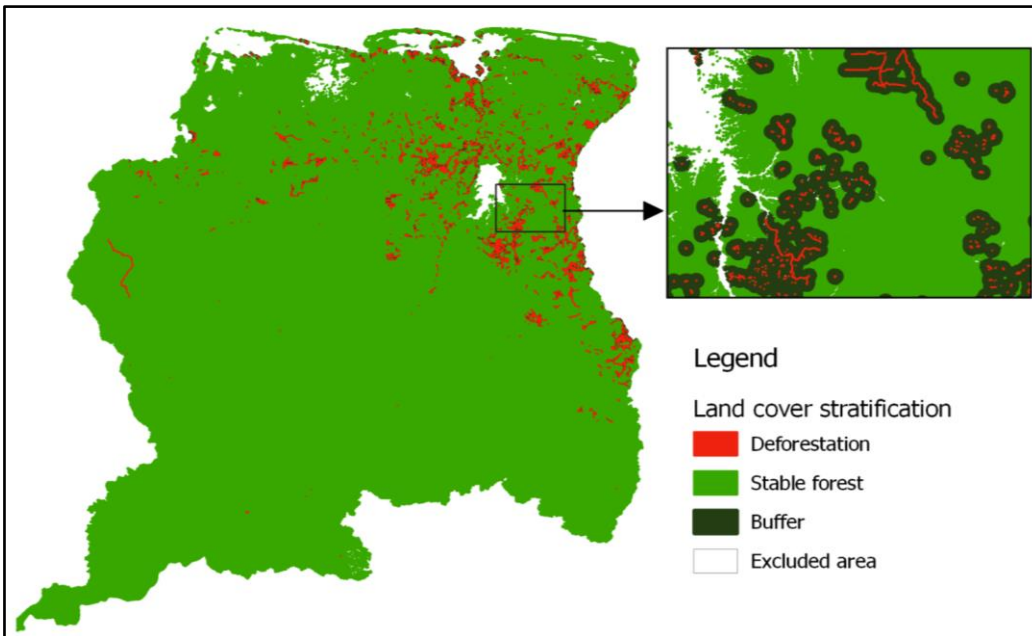 Legend
Land cover stratification
Deforestation
Stable forest
Buffer
Excluded area